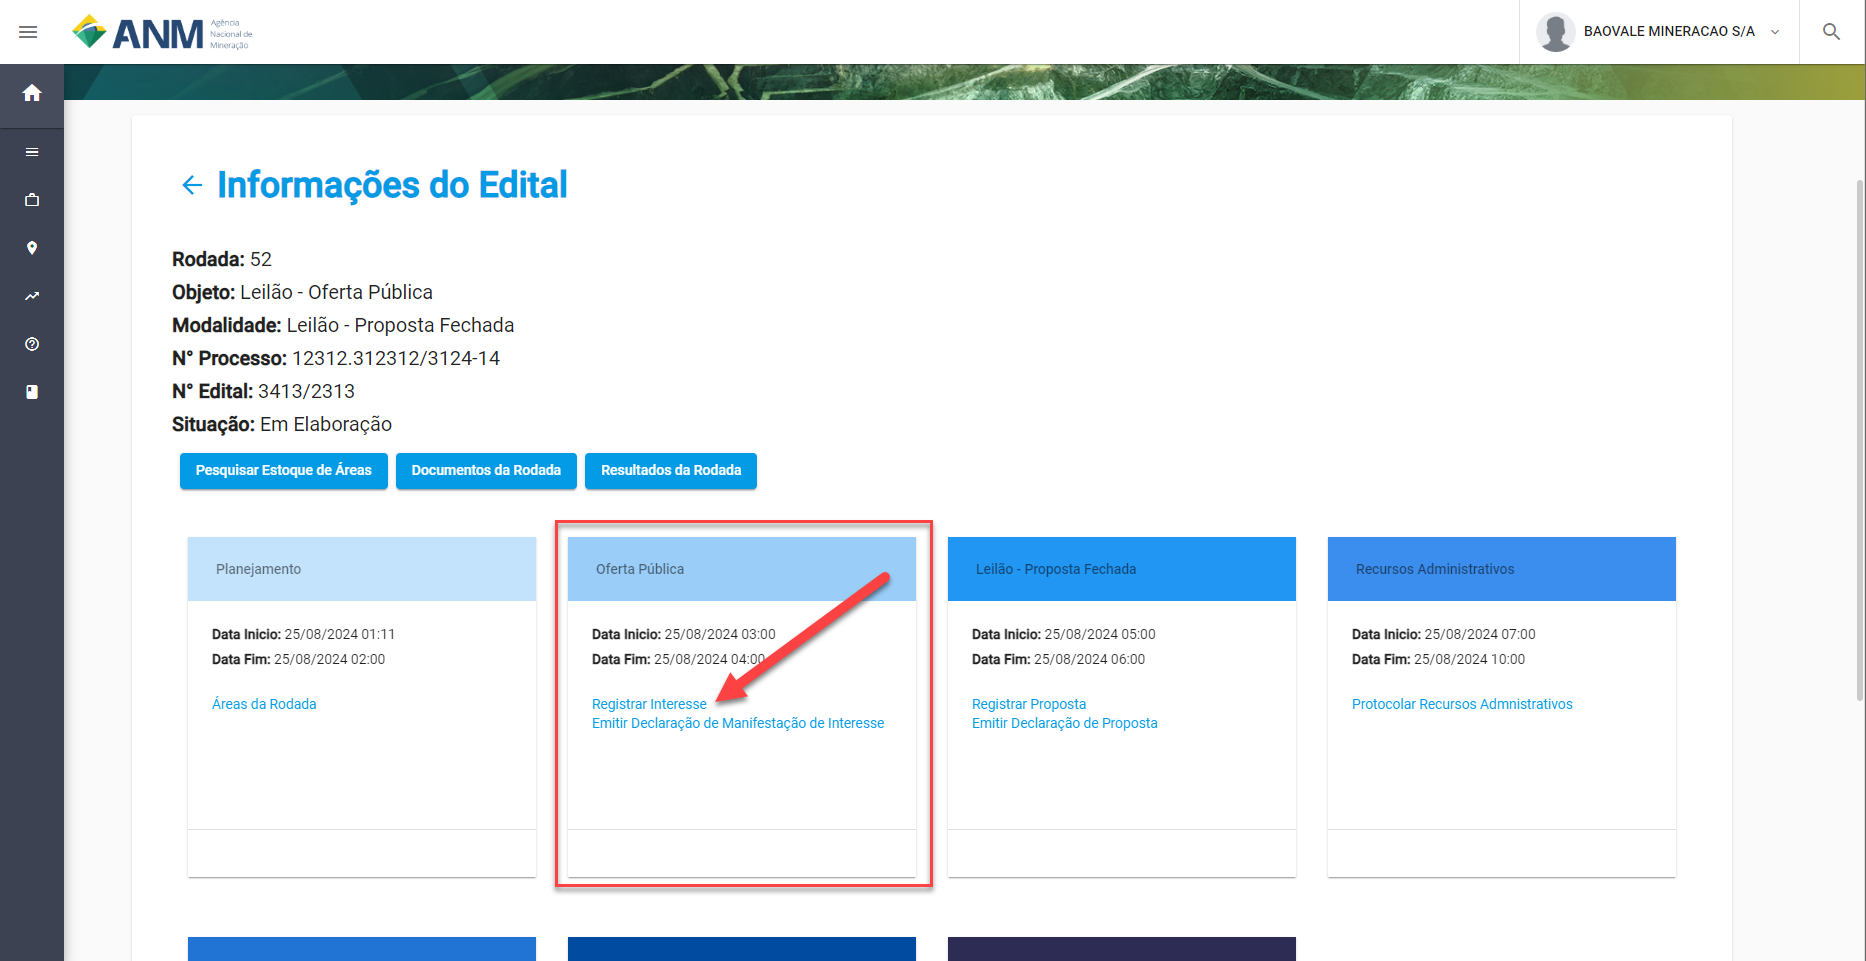 ANM
Agência
Nacional de
Mineração
BAOVALE MINERACAO S/A
Informações do Edital
Rodada: 52
Objeto: Leilão - Oferta Pública
Modalidade: Leilão - Proposta Fechada
N° Processo: 12312.312312/3124-14
N° Edital: 3413/2313
Situação: Em Elaboração
Pesquisar Estoque de Áreas
Documentos da Rodada
Resultados da Rodada
Planejamento
Data Inicio: 25/08/2024 01:11
Data Fim: 25/08/2024 02:00
Áreas da Rodada
Oferta Pública
Data Inicio: 25/08/2024 03:00
Data Fim: 25/08/2024 04:00
Registrar Interesse
Emitir Declaração de Manifestação de Interesse
Leilão - Proposta Fechada
Data Inicio: 25/08/2024 05:00
Data Fim: 25/08/2024 06:00
Registrar Proposta
Emitir Declaração de Proposta
Recursos Administrativos
Data Inicio: 25/08/2024 07:00
Data Fim: 25/08/2024 10:00
Protocolar Recursos Admnistrativos